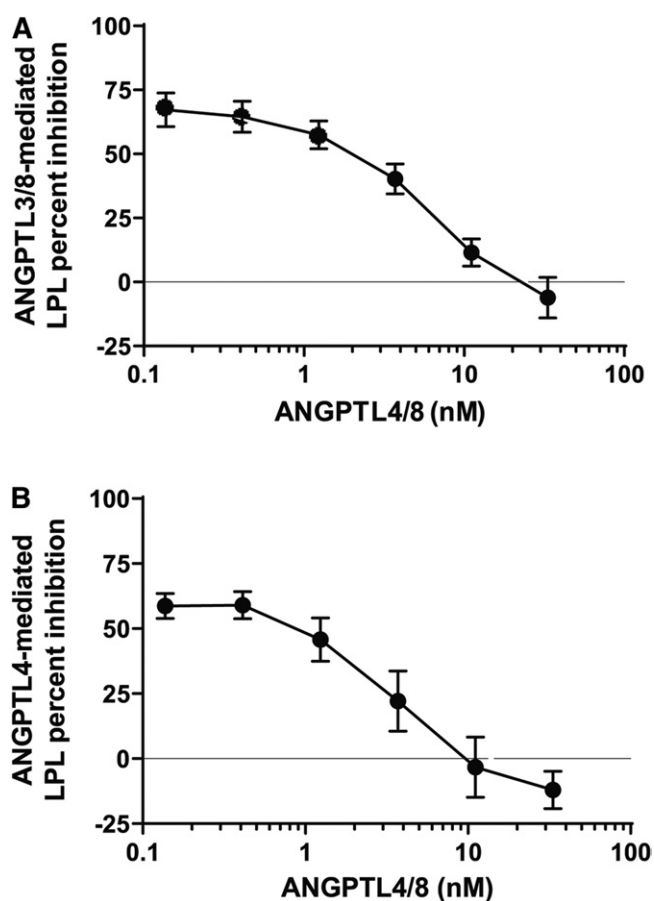 A
100
75
50
25
0
-25
ANGPTL3/8-mediated
LPL percent inhibition
0.1
1
10
100
ANGPTL4/8 (nM)
B
100
75
50
25
0
-25
ANGPTL4-mediated
LPL percent inhibition
0.1
1
10
100
ANGPTL4/8 (nM)